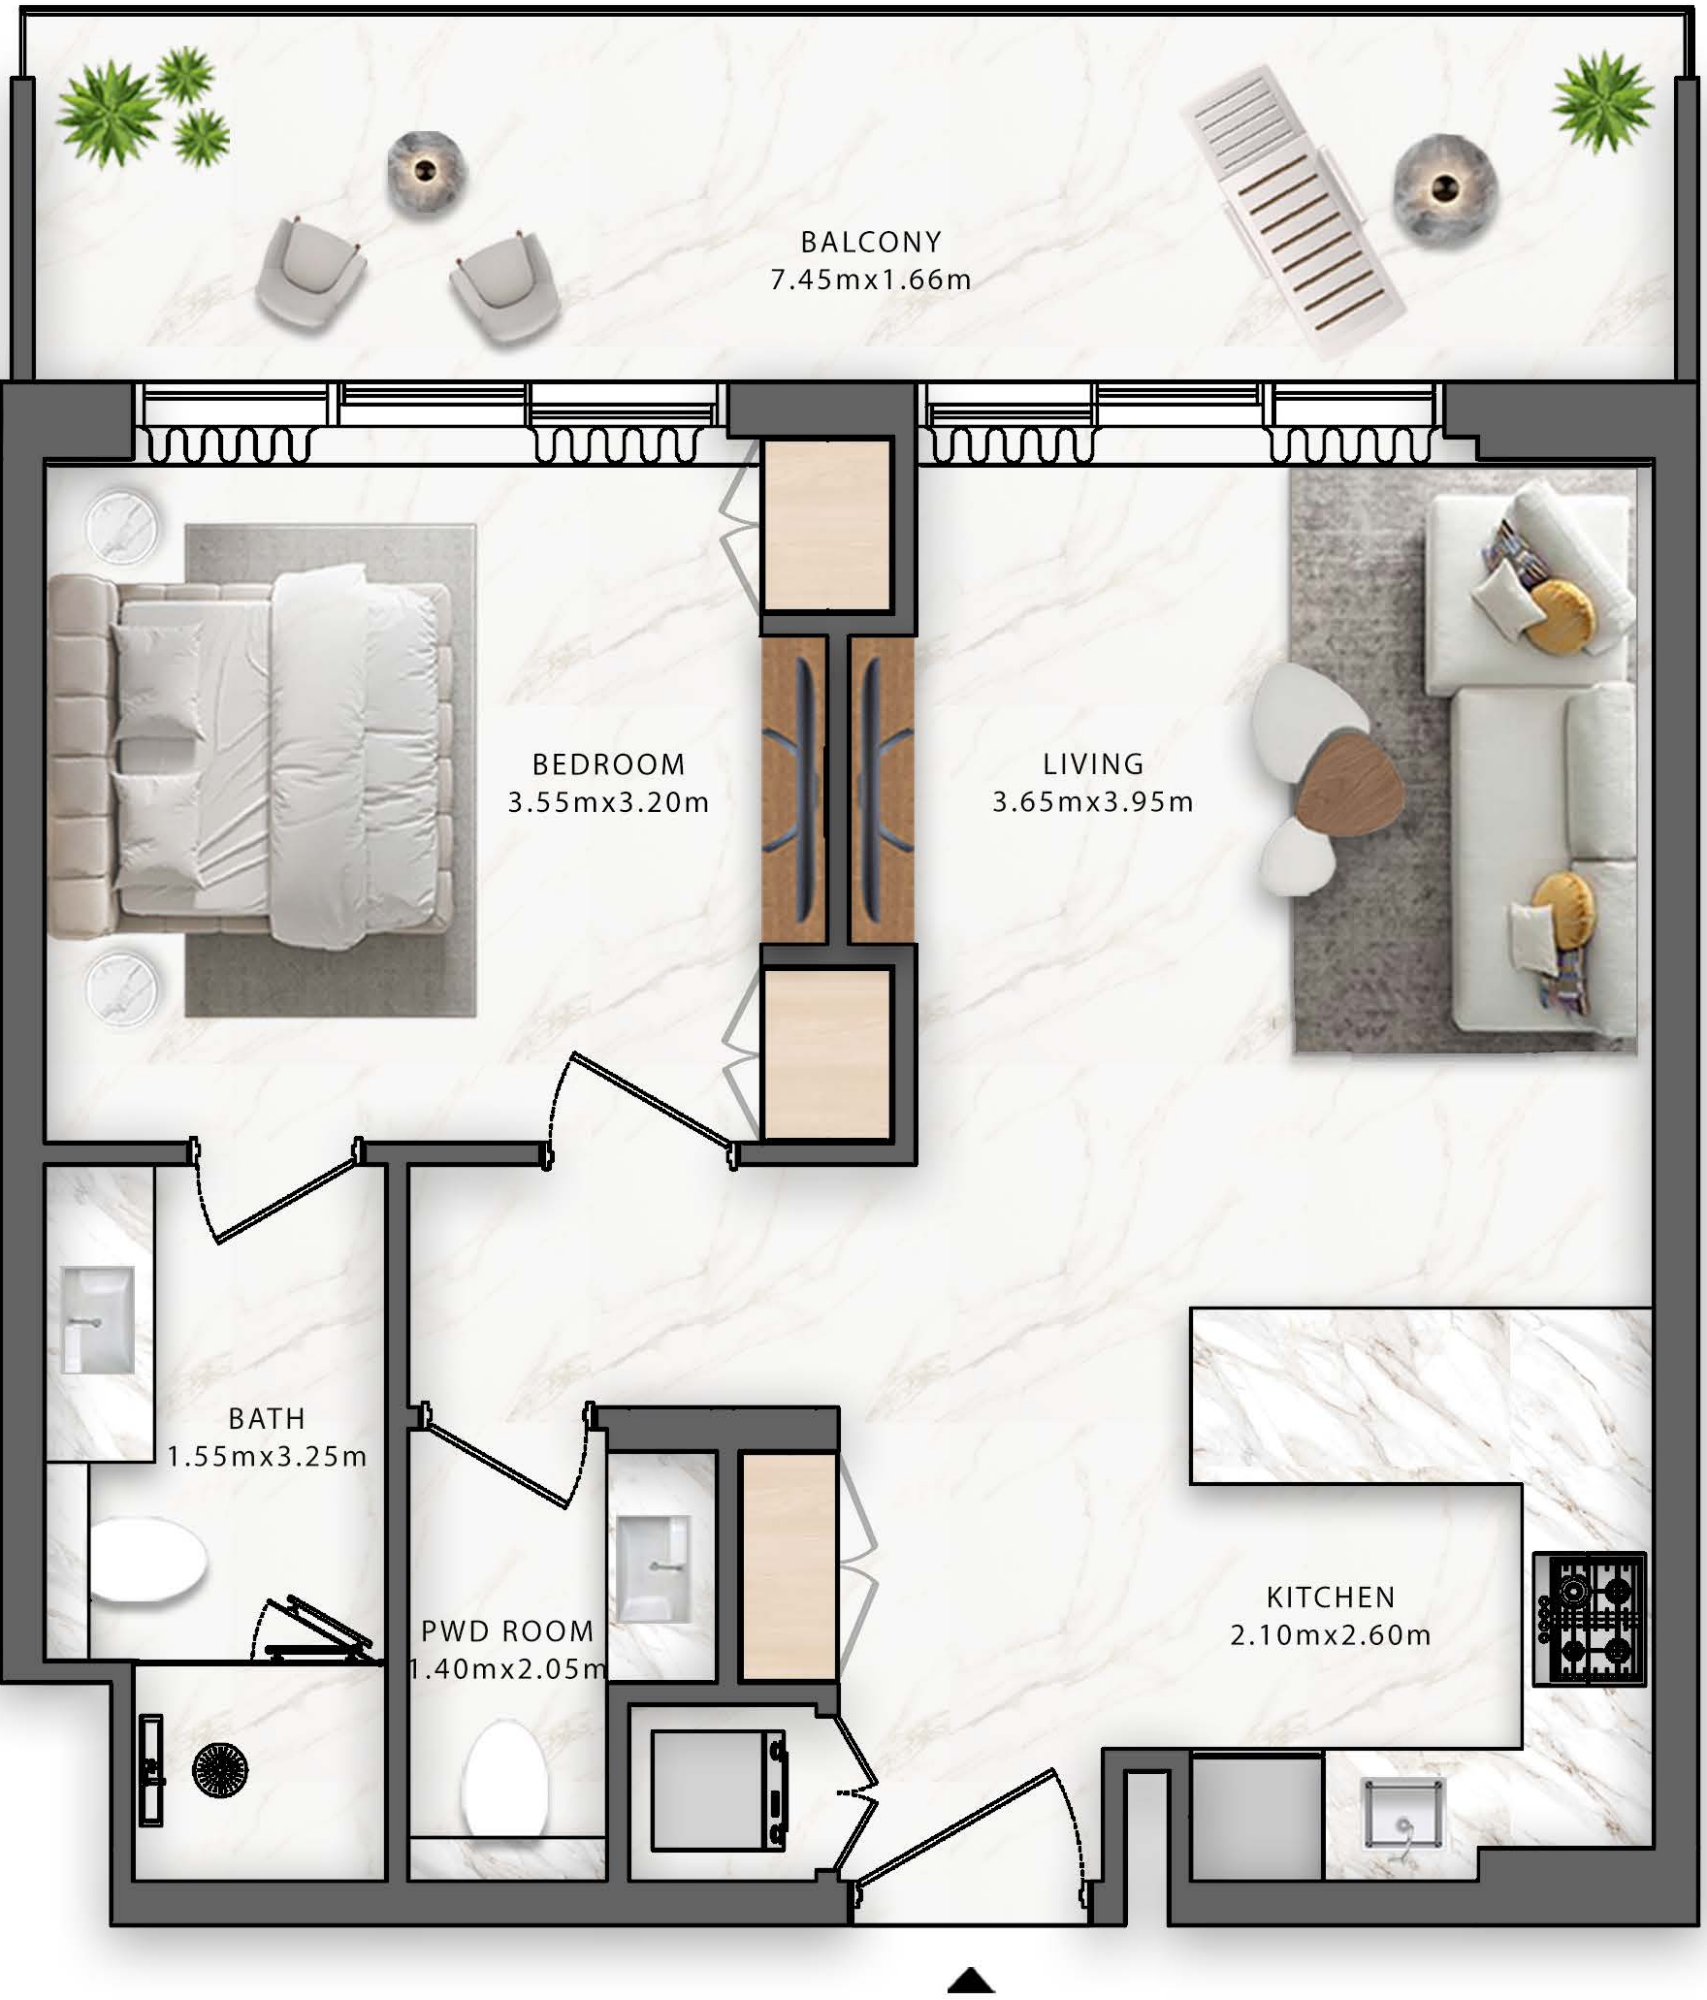 BALCONY
7.45mx1.66m
BEDROOM
3.55mx3.20m
LIVING
3.65mx3.95m
BATH
1.55mx3.25m
KITCHEN
2.10mx2.60m
PWD ROOM
1.40mx2.05m